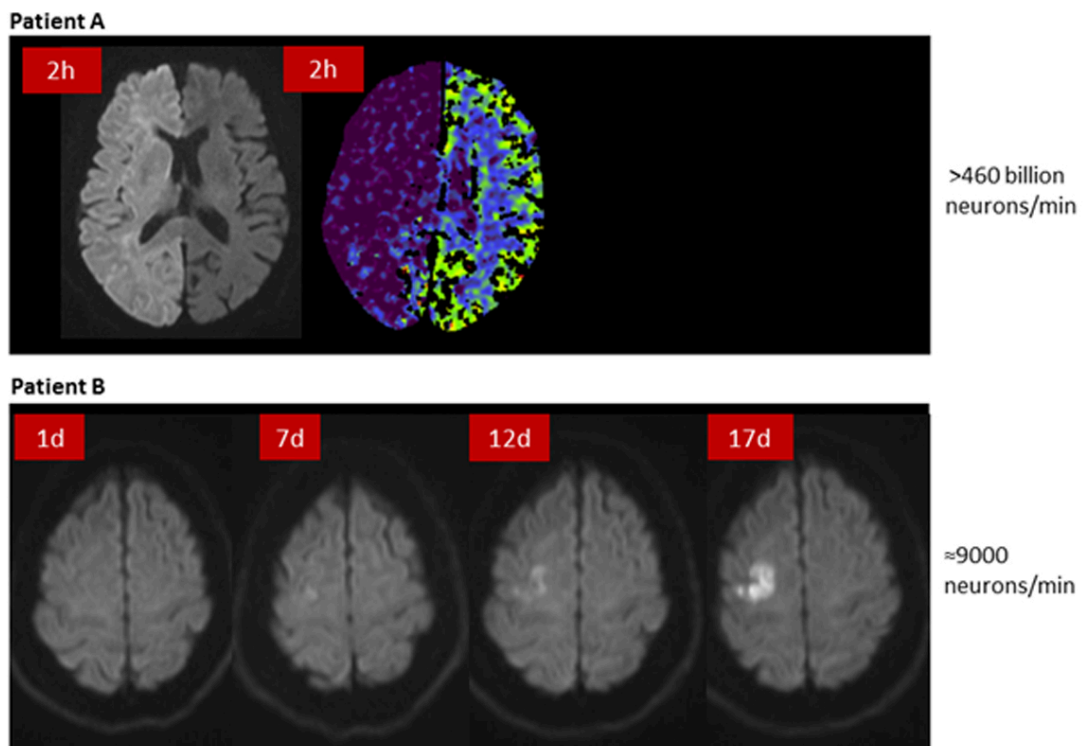 Patient A
2h
2h
>460 billion
neurons/min
Patient B
1d
7d
12d
17d
≈9000
neurons/min